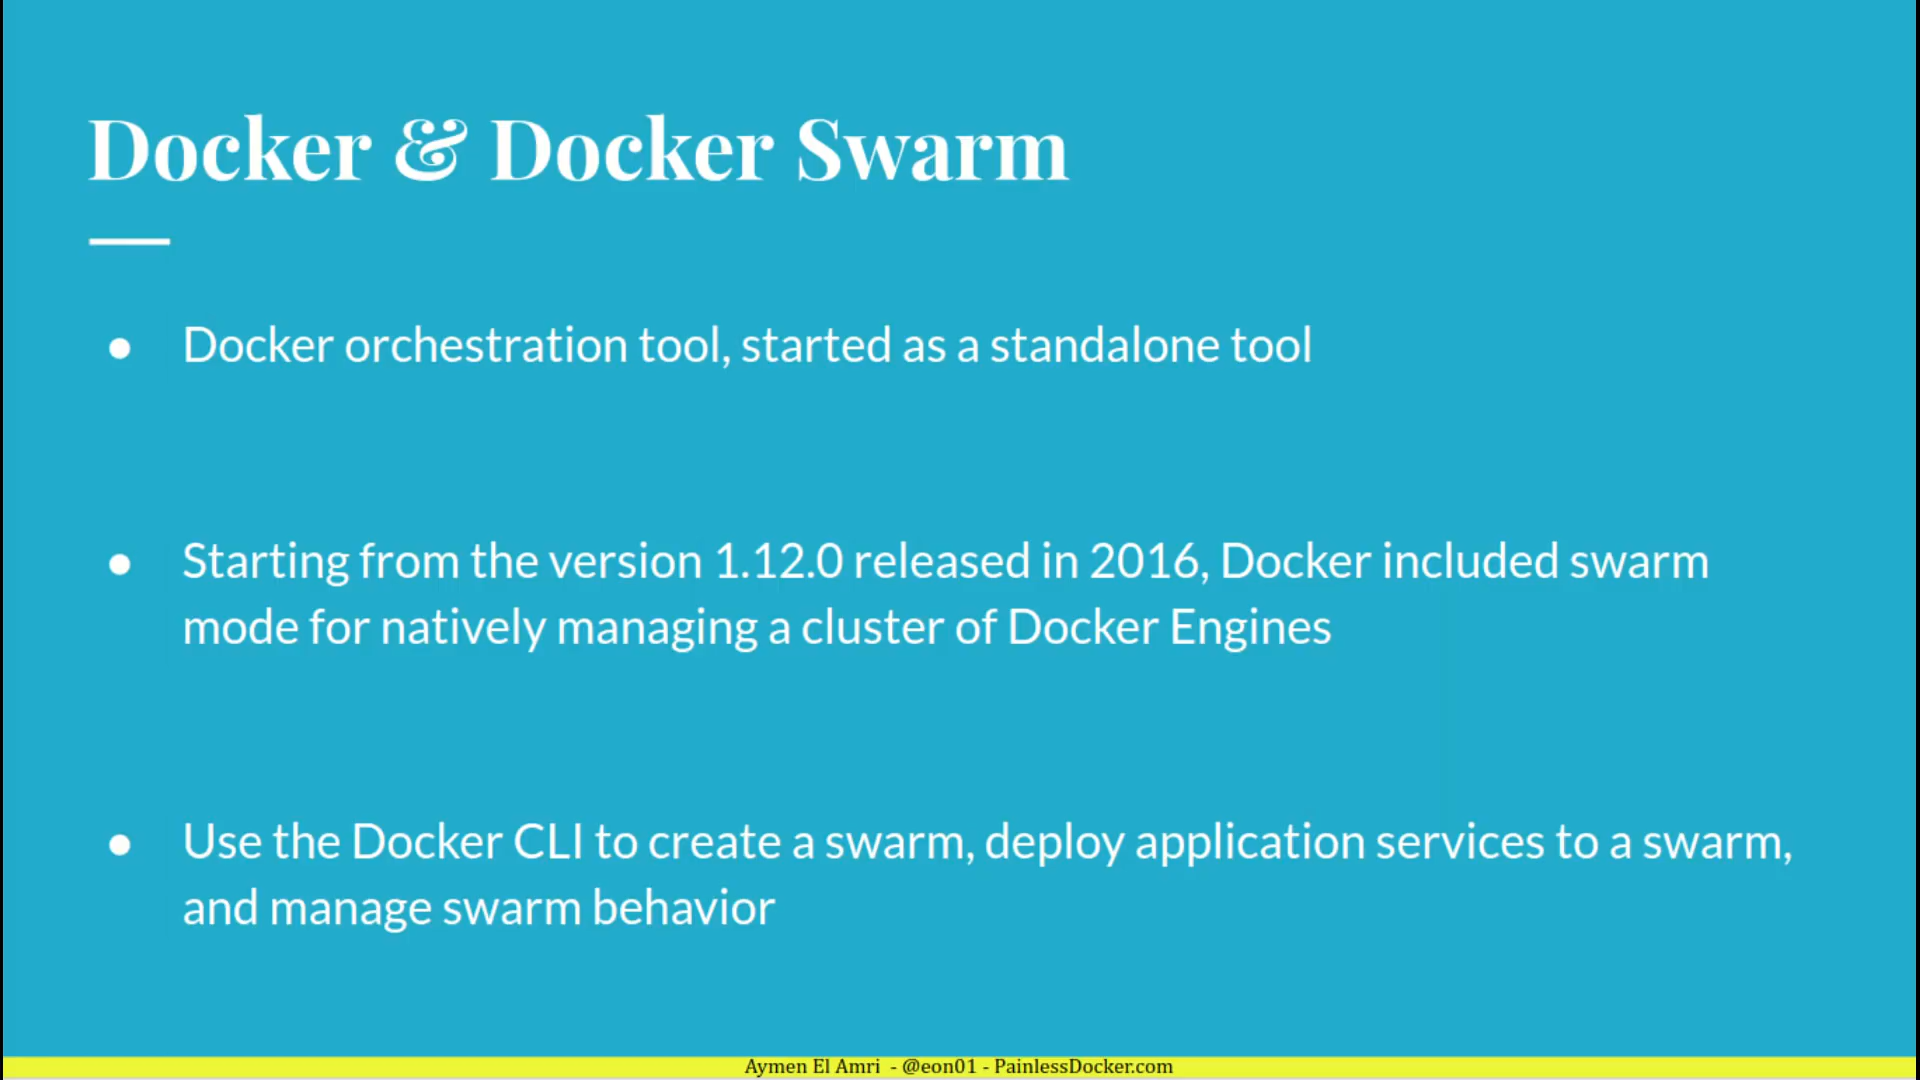 Docker & Docker Swarm
● Docker orchestration tool, started as a standalone tool
● Starting from the version 1.12.0 released in 2016, Docker included swarm
mode for natively managing a cluster of Docker Engines
● Use the Docker CLI to create a swarm, deploy application services to a swarm,
and manage swarm behavior
Aymen El Amri - @eon01 - PainlessDocker.com